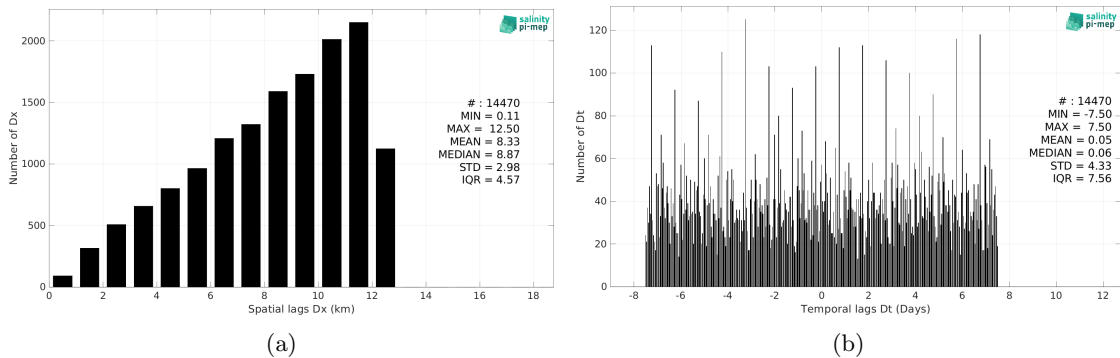 salinity
pi-mep
2000
1500
1000
500
0
Number of Dx
# : 14470
MIN = 0.11
MAX = 12.50
MEAN = 8.33
MEDIAN = 8.87
STD = 2.98
IQR = 4.57
0 2 4 6 8 10 12 14 16 18
Spatial lags Dx (km)
(a)
salinity
pi-mep
120
100
80
60
40
20
0
Number of Dt
# : 14470
MIN = -7.50
MAX = 7.50
MEAN = 0.05
MEDIAN = 0.06
STD = 4.33
IQR = 7.56
-8 -6 -4 -2 0 2 4 6 8 10 12
Temporal lags Dt (Days)
(b)